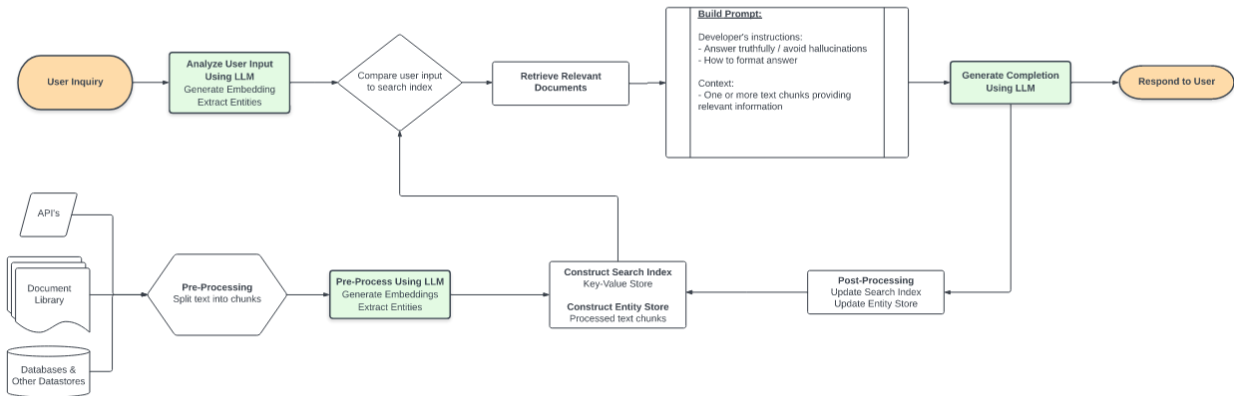 User Inquiry
Analyze User Input
Using LLM
Generate Embedding
Extract Entities
Compare user input
to search index
Retrieve Relevant
Documents
Build Prompt:
Developer's instructions:
- Answer truthfully / avoid hallucinations
- How to format answer
Context:
- One or more text chunks providing
relevant information
Generate Completion
Using LLM
Respond to User
API's
Document
Library
Databases &
Other Datastores
Pre-Processing
Split text into chunks
Pre-Process Using LLM
Generate Embeddings
Extract Entities
Construct Search Index
Key-Value Store
Construct Entity Store
Processed text chunks
Post-Processing
Update Search Index
Update Entity Store